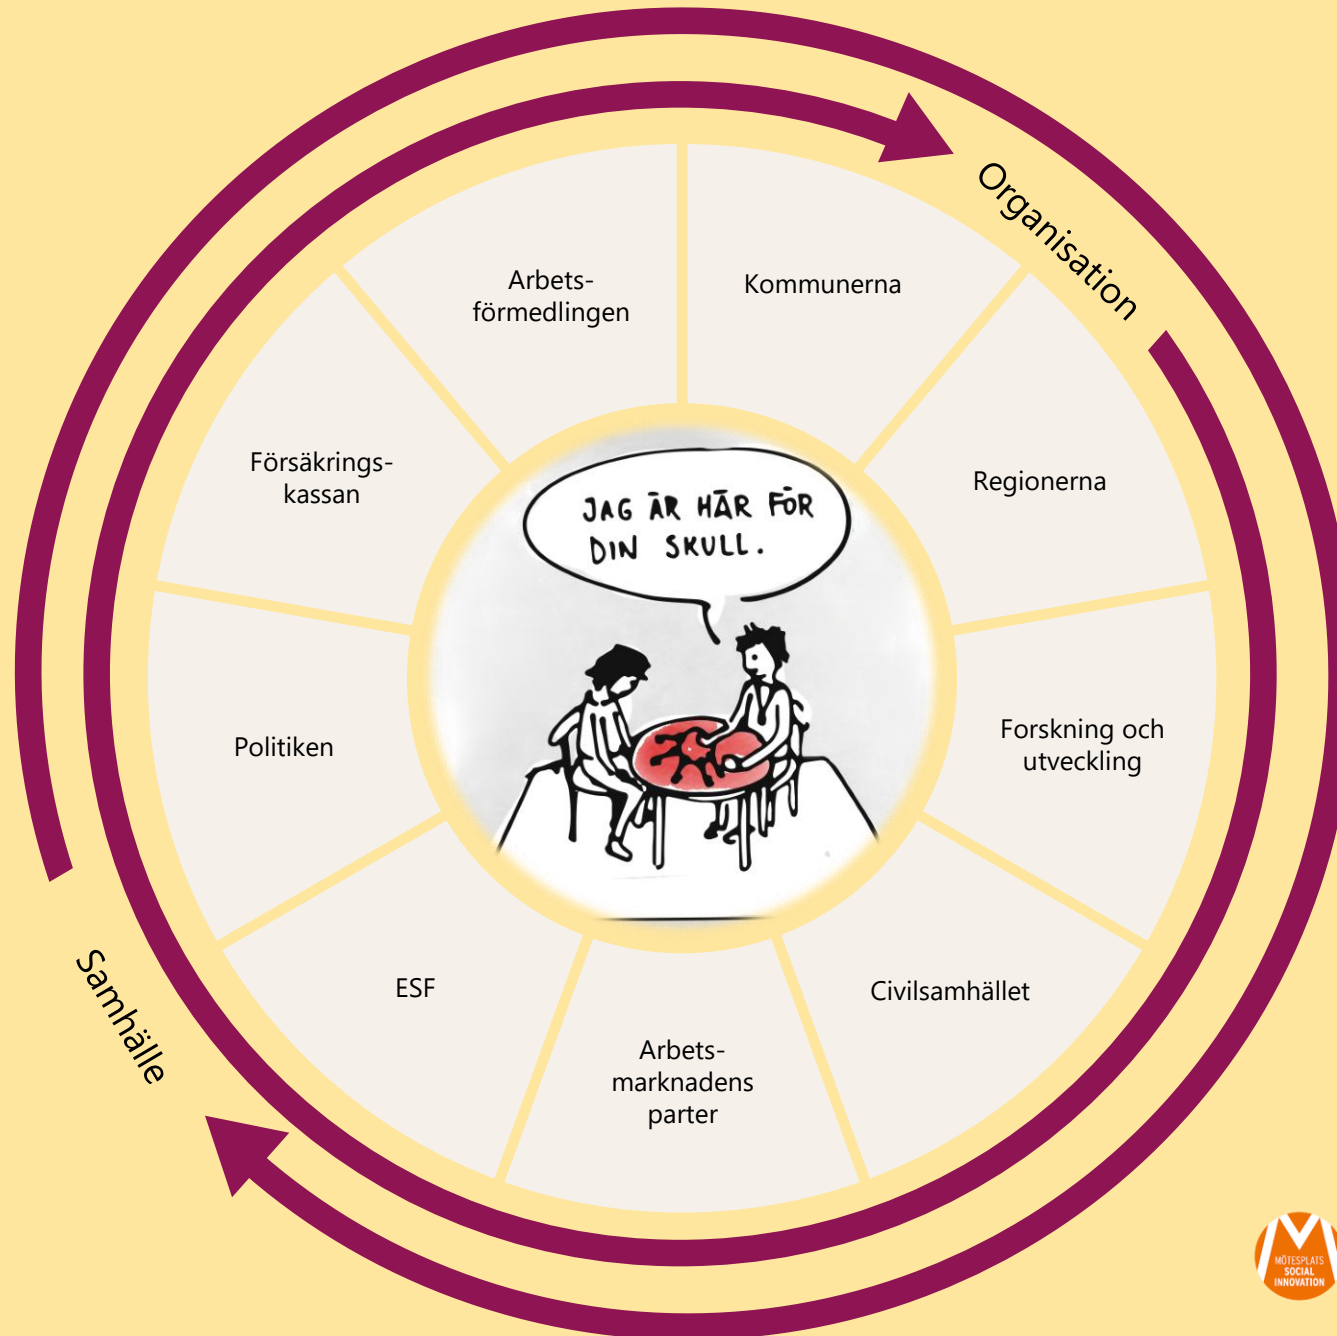 Organisation
Arbets-
förmedlingen
Kommunerna
Försäkrings-
kassan
Regionerna
JAG ÄR HÄR FÖR
DIN SKULL.
Politiken
Forskning och
utveckling
ESF
Civilsamhället
Arbets-
marknadens
parter
Samhälle
MÖTESPLATS
SOCIAL
INNOVATION